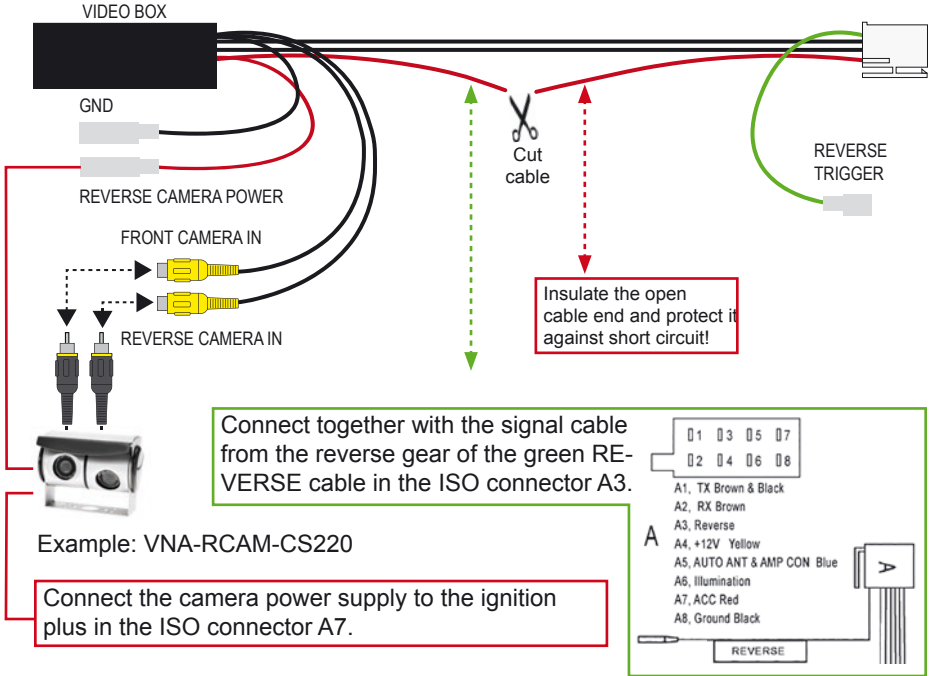 VIDEO BOX
GND
REVERSE CAMERA POWER
FRONT CAMERA IN
REVERSE CAMERA IN
Cut
cable
REVERSE
TRIGGER
Insulate the open
cable end and protect it
against short circuit!
Connect together with the signal cable
from the reverse gear of the green RE-
VERSE cable in the ISO connector A3.
1 3 5 7
2 4 6 8
A
A1, TX Brown & Black
A2, RX Brown
A3, Reverse
A4, +12V Yellow
A5, AUTO ANT & AMP CON Blue
A6, Illumination
A7, ACC Red
A8, Ground Black
A
REVERSE
Example: VNA-RCAM-CS220
Connect the camera power supply to the ignition
plus in the ISO connector A7.